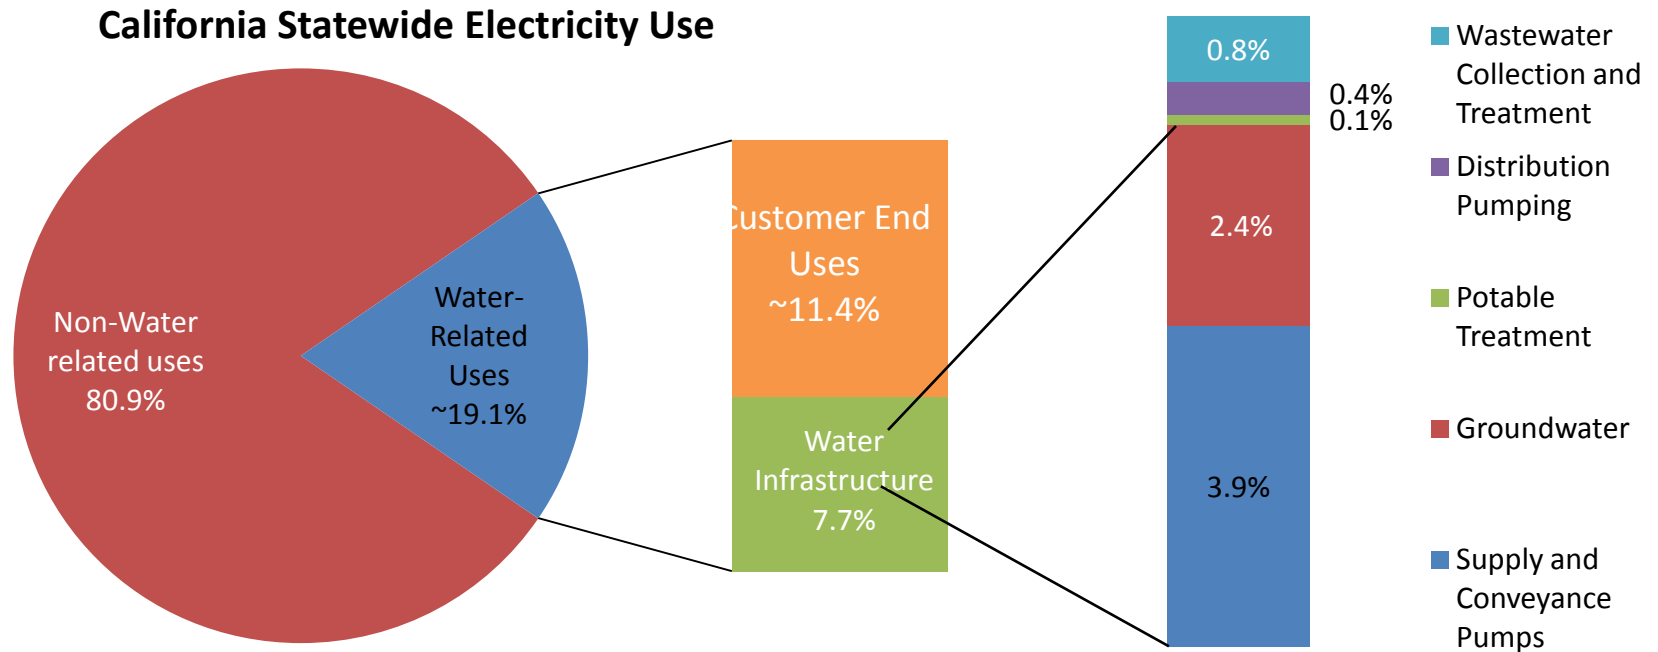 California Statewide Electricity Use
Non-Water
related uses
80.9%
Water-
Related
Uses
~19.1%
Customer End
Uses
~11.4%
Water
Infrastructure
7.7%
0.8%
0.4%
0.1%
2.4%
3.9%
Wastewater
Collection and
Treatment
Distribution
Pumping
Potable
Treatment
Groundwater
Supply and
Conveyance
Pumps